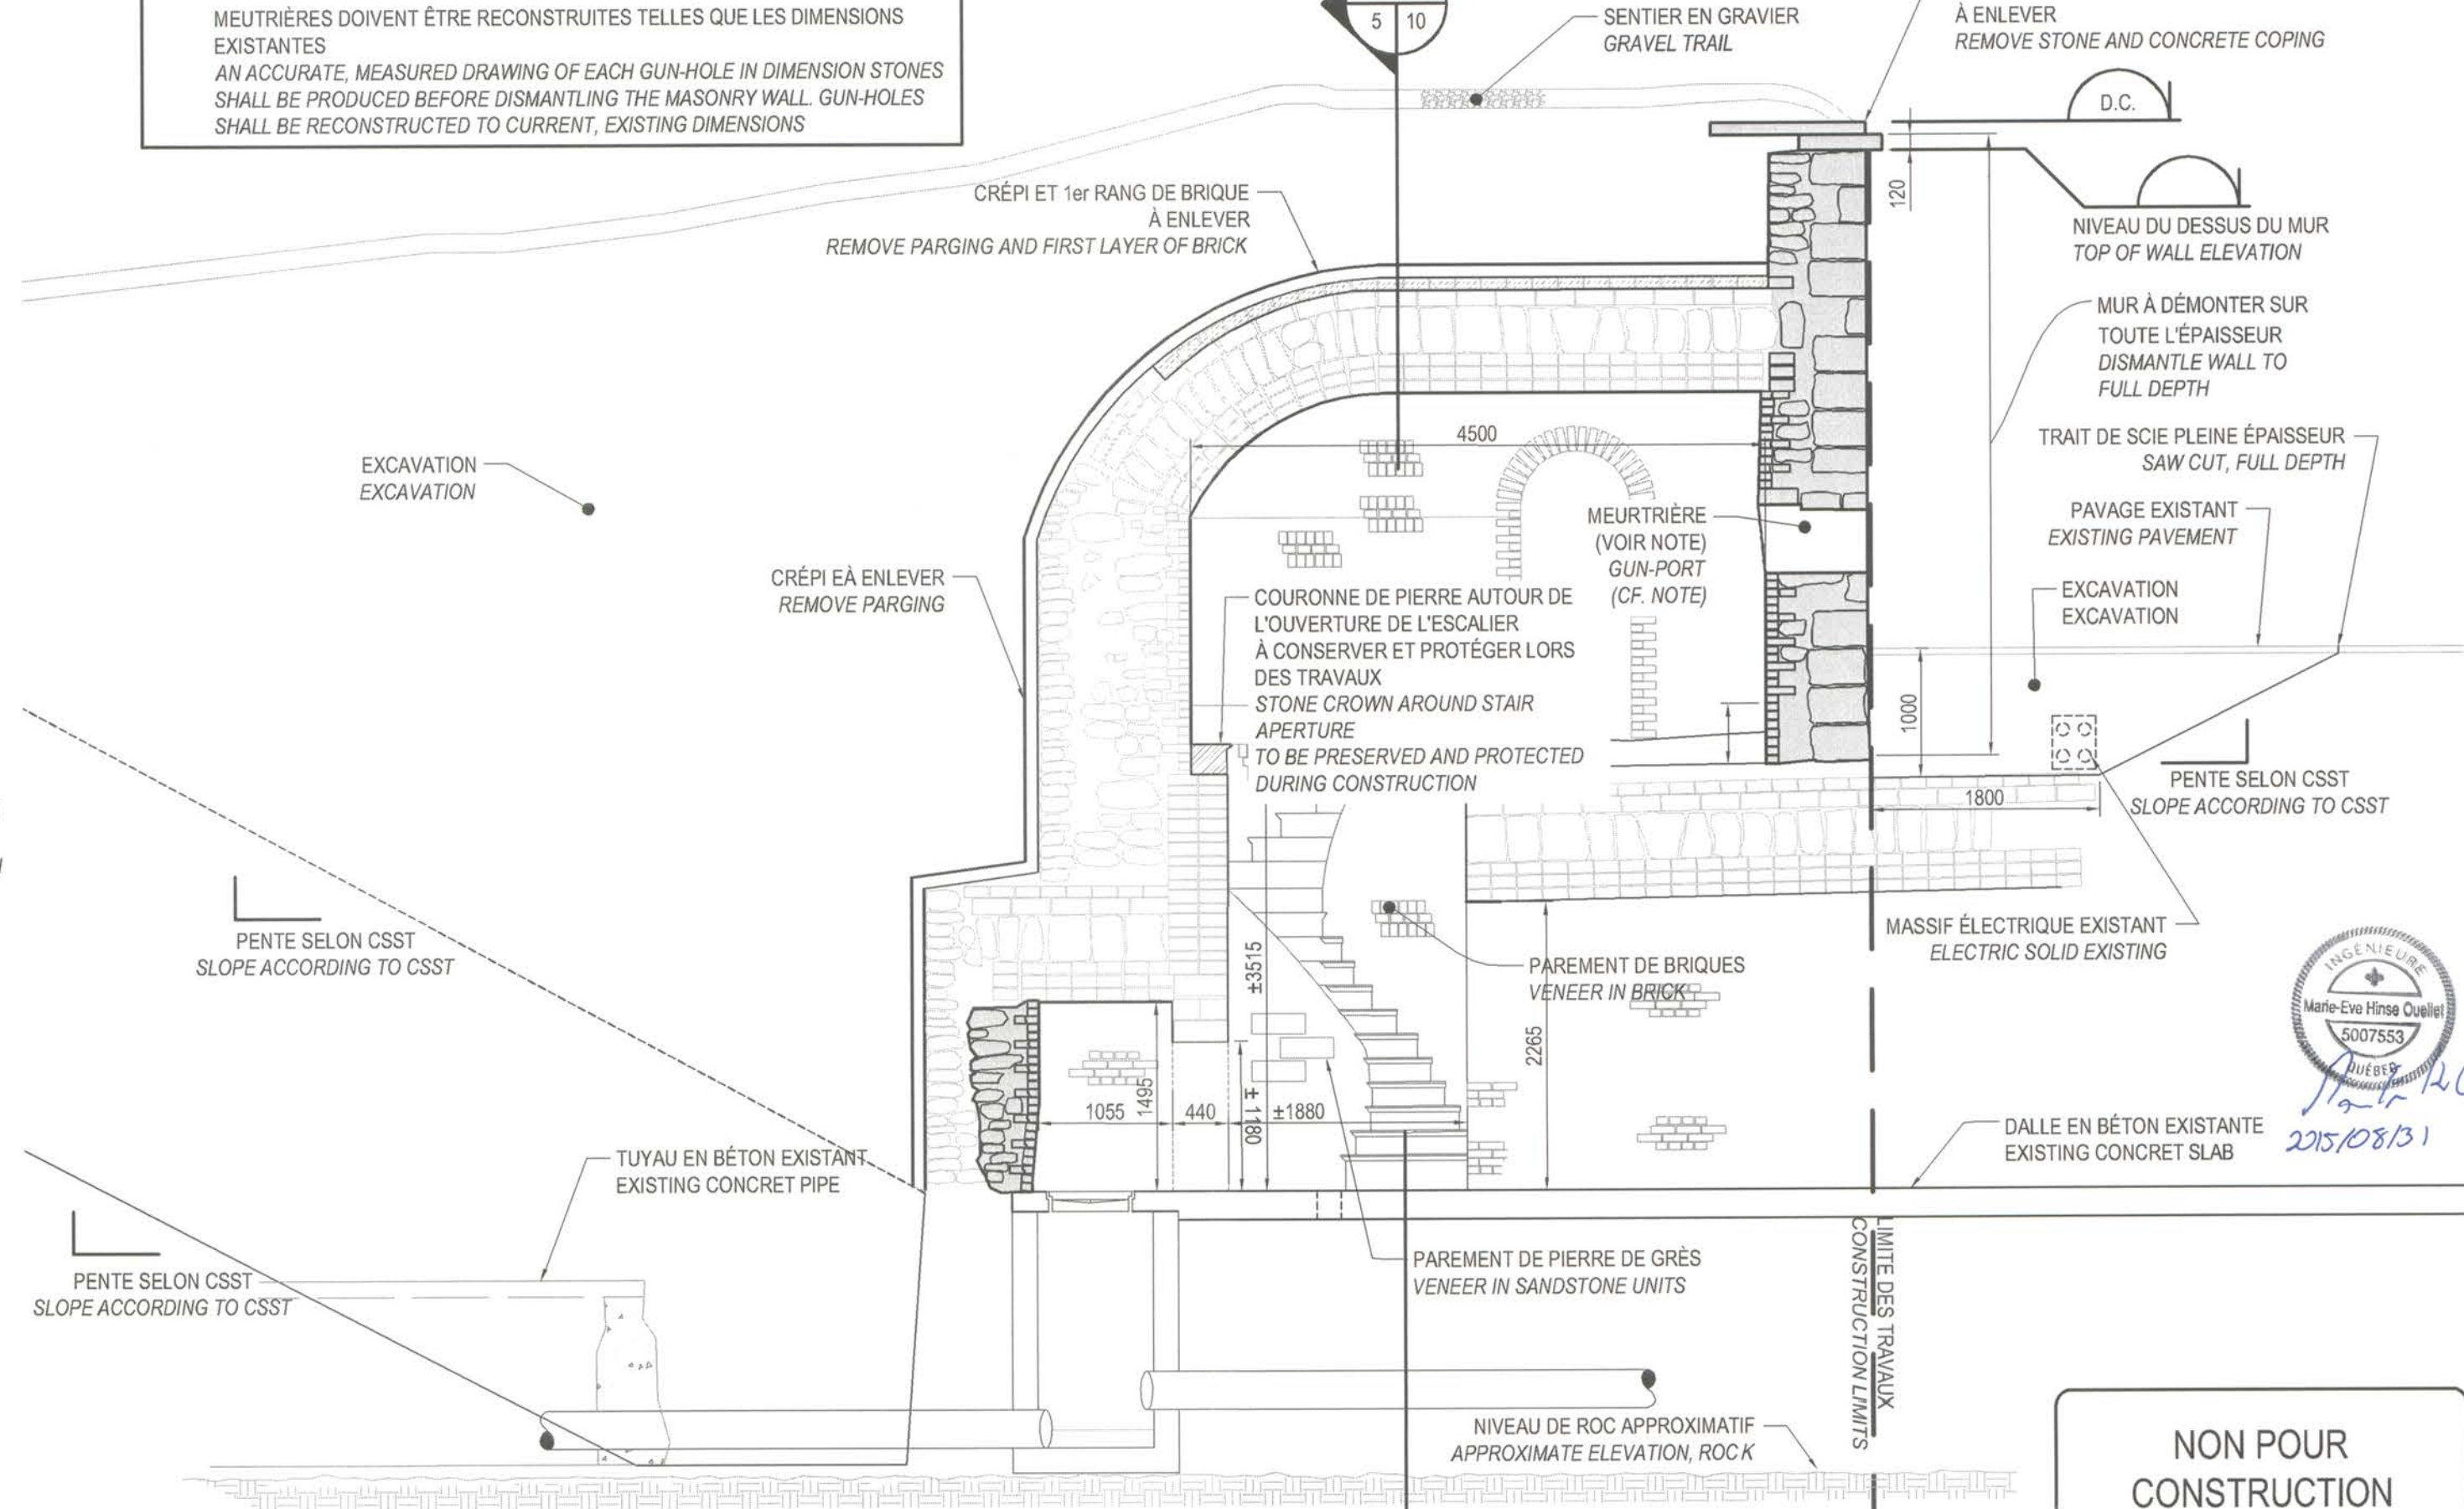 MEUTRIÈRES DOIVENT ÊTRE RECONSTRUITES TELLES QUE LES DIMENSIONS
EXISTANTES
AN ACCURATE, MEASURED DRAWING OF EACH GUN-HOLE IN DIMENSION STONES
SHALL BE PRODUCED BEFORE DISMANTLING THE MASONRY WALL. GUN-HOLES
SHALL BE RECONSTRUCTED TO CURRENT, EXISTING DIMENSIONS
5 10
SENTIER EN GRAVIER
GRAVEL TRAIL
À ENLEVER
REMOVE STONE AND CONCRETE COPING
D.C.
120
NIVEAU DU DESSUS DU MUR
TOP OF WALL ELEVATION
CRÉPI ET 1er RANG DE BRIQUE
À ENLEVER
REMOVE PARGING AND FIRST LAYER OF BRICK
MUR À DÉMONTER SUR
TOUTE L'ÉPAISSEUR
DISMANTLE WALL TO
FULL DEPTH
4500
TRAIT DE SCIE PLEINE ÉPAISSEUR
SAW CUT, FULL DEPTH
EXCAVATION
EXCAVATION
PAVAGE EXISTANT
EXISTING PAVEMENT
MEURTRIÈRE
(VOIR NOTE)
GUN-PORT
(CF. NOTE)
CRÉPI EÀ ENLEVER
REMOVE PARGING
EXCAVATION
EXCAVATION
COURONNE DE PIERRE AUTOUR DE
L'OUVERTURE DE L'ESCALIER
À CONSERVER ET PROTÉGER LORS
DES TRAVAUX
STONE CROWN AROUND STAIR
APERTURE
TO BE PRESERVED AND PROTECTED
DURING CONSTRUCTION
1000
1800
PENTE SELON CSST
SLOPE ACCORDING TO CSST
PENTE SELON CSST
SLOPE ACCORDING TO CSST
MASSIF ÉLECTRIQUE EXISTANT
ELECTRIC SOLID EXISTING
±3515
PAREMENT DE BRIQUES
VENEER IN BRICK
2265
INGÉNIEURE
Marie-Eve Hinse Ouellet
5007553
QUÉBEC
2015/08/31
1055
1495
440
±1180
±1880
DALLE EN BÉTON EXISTANTE
EXISTING CONCRET SLAB
TUYAU EN BÉTON EXISTANT
EXISTING CONCRET PIPE
PENTE SELON CSST
SLOPE ACCORDING TO CSST
PAREMENT DE PIERRE DE GRÈS
VENEER IN SANDSTONE UNITS
LIMITE DES TRAVAUX
CONSTRUCTION LIMITS
NIVEAU DE ROC APPROXIMATIF
APPROXIMATE ELEVATION, ROCK
NON POUR
CONSTRUCTION